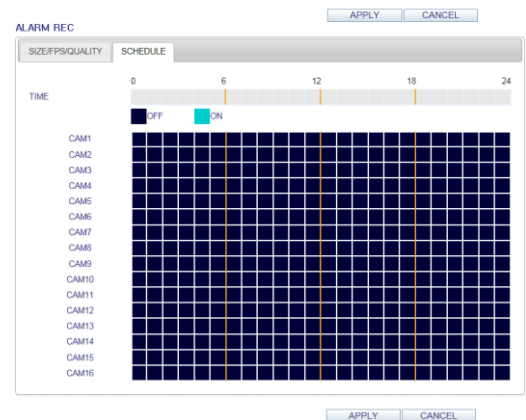 APPLY CANCEL
ALARM REC
SIZE/FPS/QUALITY SCHEDULE
0 6 12 18 24
TIME
OFF ON
CAM1
CAM2
CAM3
CAM4
CAM5
CAM6
CAM7
CAM8
CAM9
CAM10
CAM11
CAM12
CAM13
CAM14
CAM15
CAM16
APPLY CANCEL